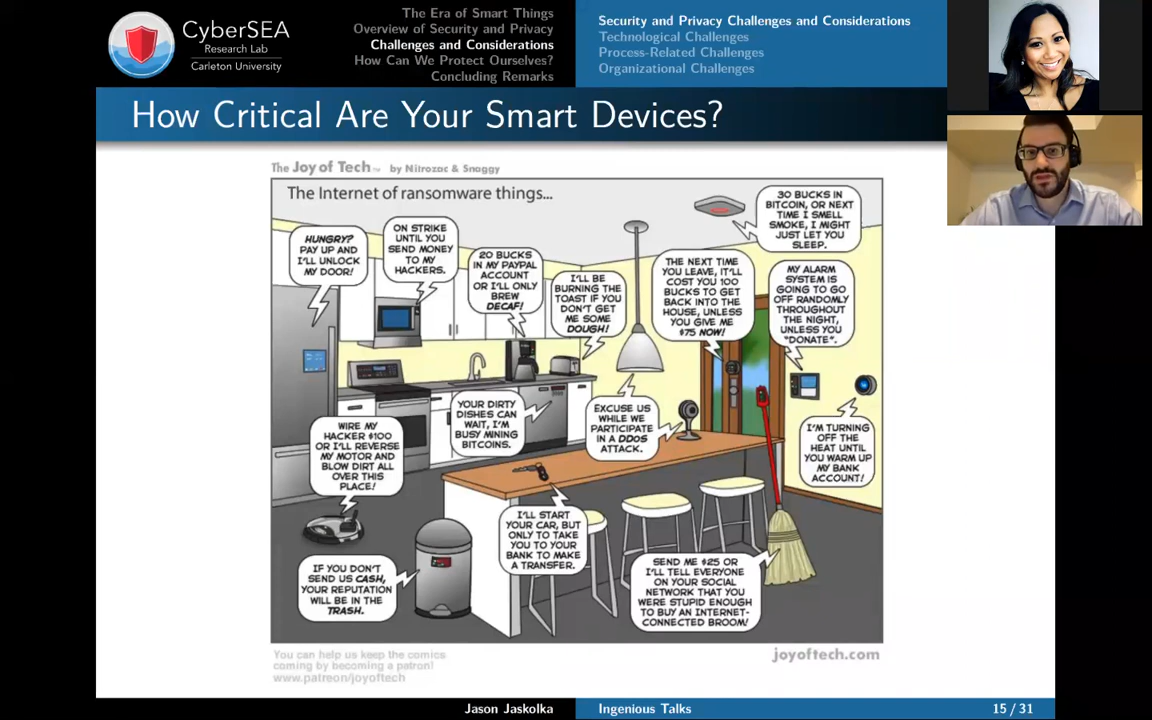 CyberSEA
Research Lab
Carleton University
The Era of Smart Things
Overview of Security and Privacy
Challenges and Considerations
How Can We Protect Ourselves?
Concluding Remarks
Security and Privacy Challenges and Considerations
Technological Challenges
Process-Related Challenges
Organizational Challenges
How Critical Are Your Smart Devices?
The Joy of Tech™ by Nitrozac & Snaggy
The Internet of ransomware things...
HUNGRY?
PAY UP AND
I'LL UNLOCK
MY DOOR!
ON STRIKE
UNTIL YOU
SEND MONEY
TO MY
HACKERS.
20 BUCKS
IN MY PAYPAL
ACCOUNT
OR I'LL ONLY
BREW
DECAF!
I'LL BE
BURNING THE
TOAST IF YOU
DON'T GET
ME SOME
DOUGH!
THE NEXT TIME
YOU LEAVE, IT'LL
COST YOU 100
BUCKS TO GET
BACK INTO THE
HOUSE, UNLESS
YOU GIVE ME
$75 NOW!
30 BUCKS IN
BITCOIN, OR NEXT
TIME I SMELL
SMOKE, I MIGHT
JUST LET YOU
SLEEP.
MY ALARM
SYSTEM IS
GOING TO GO
OFF RANDOMLY
THROUGHOUT
THE NIGHT,
UNLESS YOU
"DONATE".
WIRE MY
HACKER $100
OR I'LL REVERSE
MY MOTOR AND
BLOW DIRT ALL
OVER THIS
PLACE!
YOUR DIRTY
DISHES CAN
WAIT, I'M
BUSY MINING
BITCOINS.
EXCUSE US
WHILE WE
PARTICIPATE
IN A DDOS
ATTACK.
I'M TURNING
OFF THE
HEAT UNTIL
YOU WARM UP
MY BANK
ACCOUNT!
IF YOU DON'T
SEND US CASH,
YOUR REPUTATION
WILL BE IN THE
TRASH.
I'LL START
YOUR CAR, BUT
ONLY TO TAKE
YOU TO YOUR
BANK TO MAKE
A TRANSFER.
SEND ME $25 OR
I'LL TELL EVERYONE
ON YOUR SOCIAL
NETWORK THAT YOU
WERE STUPID ENOUGH
TO BUY AN INTERNET-
CONNECTED BROOM!
You can help us keep the comics
coming by becoming a patron!
www.patreon/joyoftech
joyoftech.com
Jason Jaskolka
Ingenious Talks
15 / 31